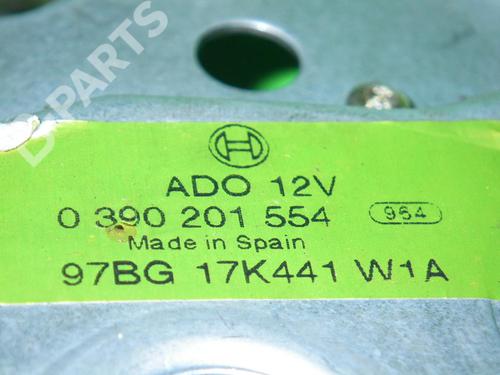 B-PARTS
ADO 12V
0 390 201 554 964
Made in Spain
97BG 17K441 W1A